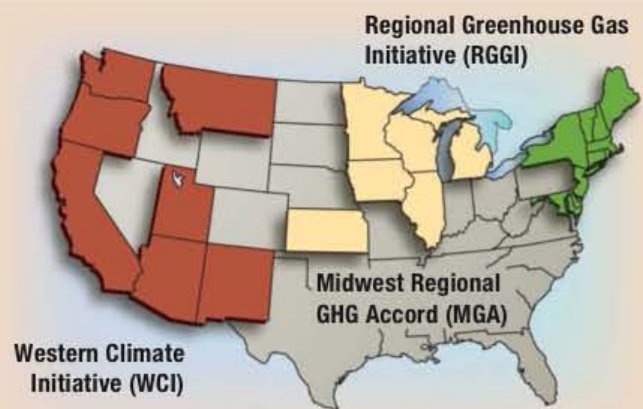 Regional Greenhouse Gas
Initiative (RGGI)
Midwest Regional
GHG Accord (MGA)
Western Climate
Initiative (WCI)